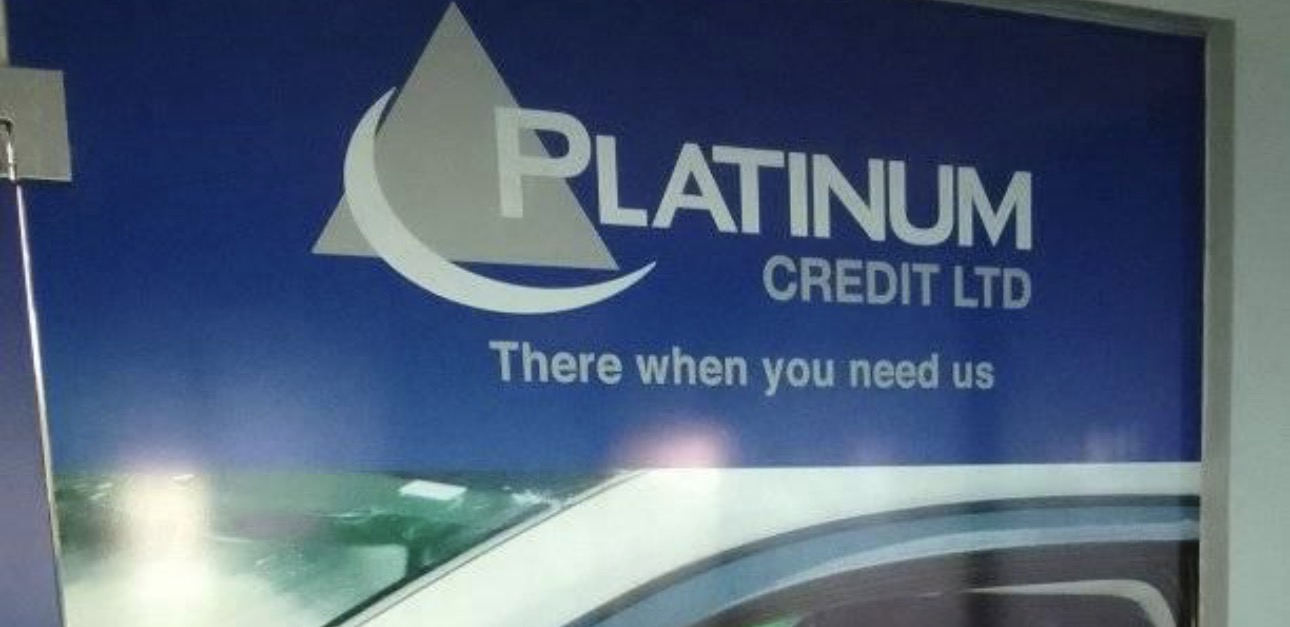 PLATINUM
CREDIT LTD
There when you need us